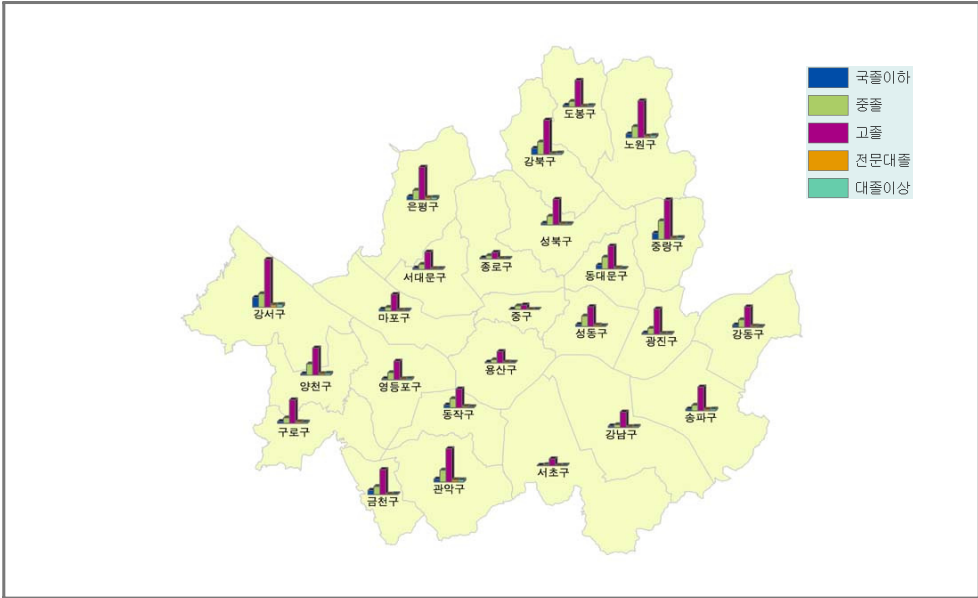 국졸이하
중졸
고졸
전문대졸
대졸이상
도봉구
노원구
강북구
은평구
성북구
중랑구
서대문구
종로구
동대문구
강서구
마포구
중구
성동구
광진구
강동구
양천구
영등포구
용산구
동작구
송파구
구로구
강남구
서초구
관악구
금천구